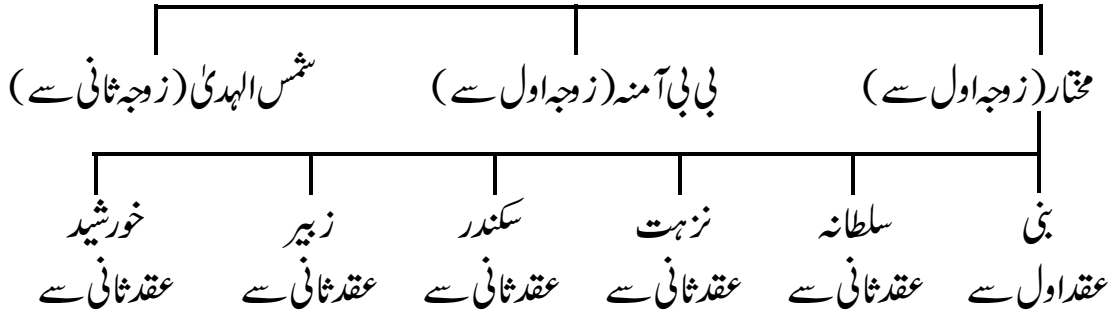 مختار (زوجہ اول سے) بی بی آمنہ (زوجہ اول سے) شمس الہدیٰ (زوجہ ثانی سے)
بنی سلطانہ نزہت سکندر زبیر خورشید
عقد اول سے عقد ثانی سے عقد ثانی سے عقد ثانی سے عقد ثانی سے عقد ثانی سے